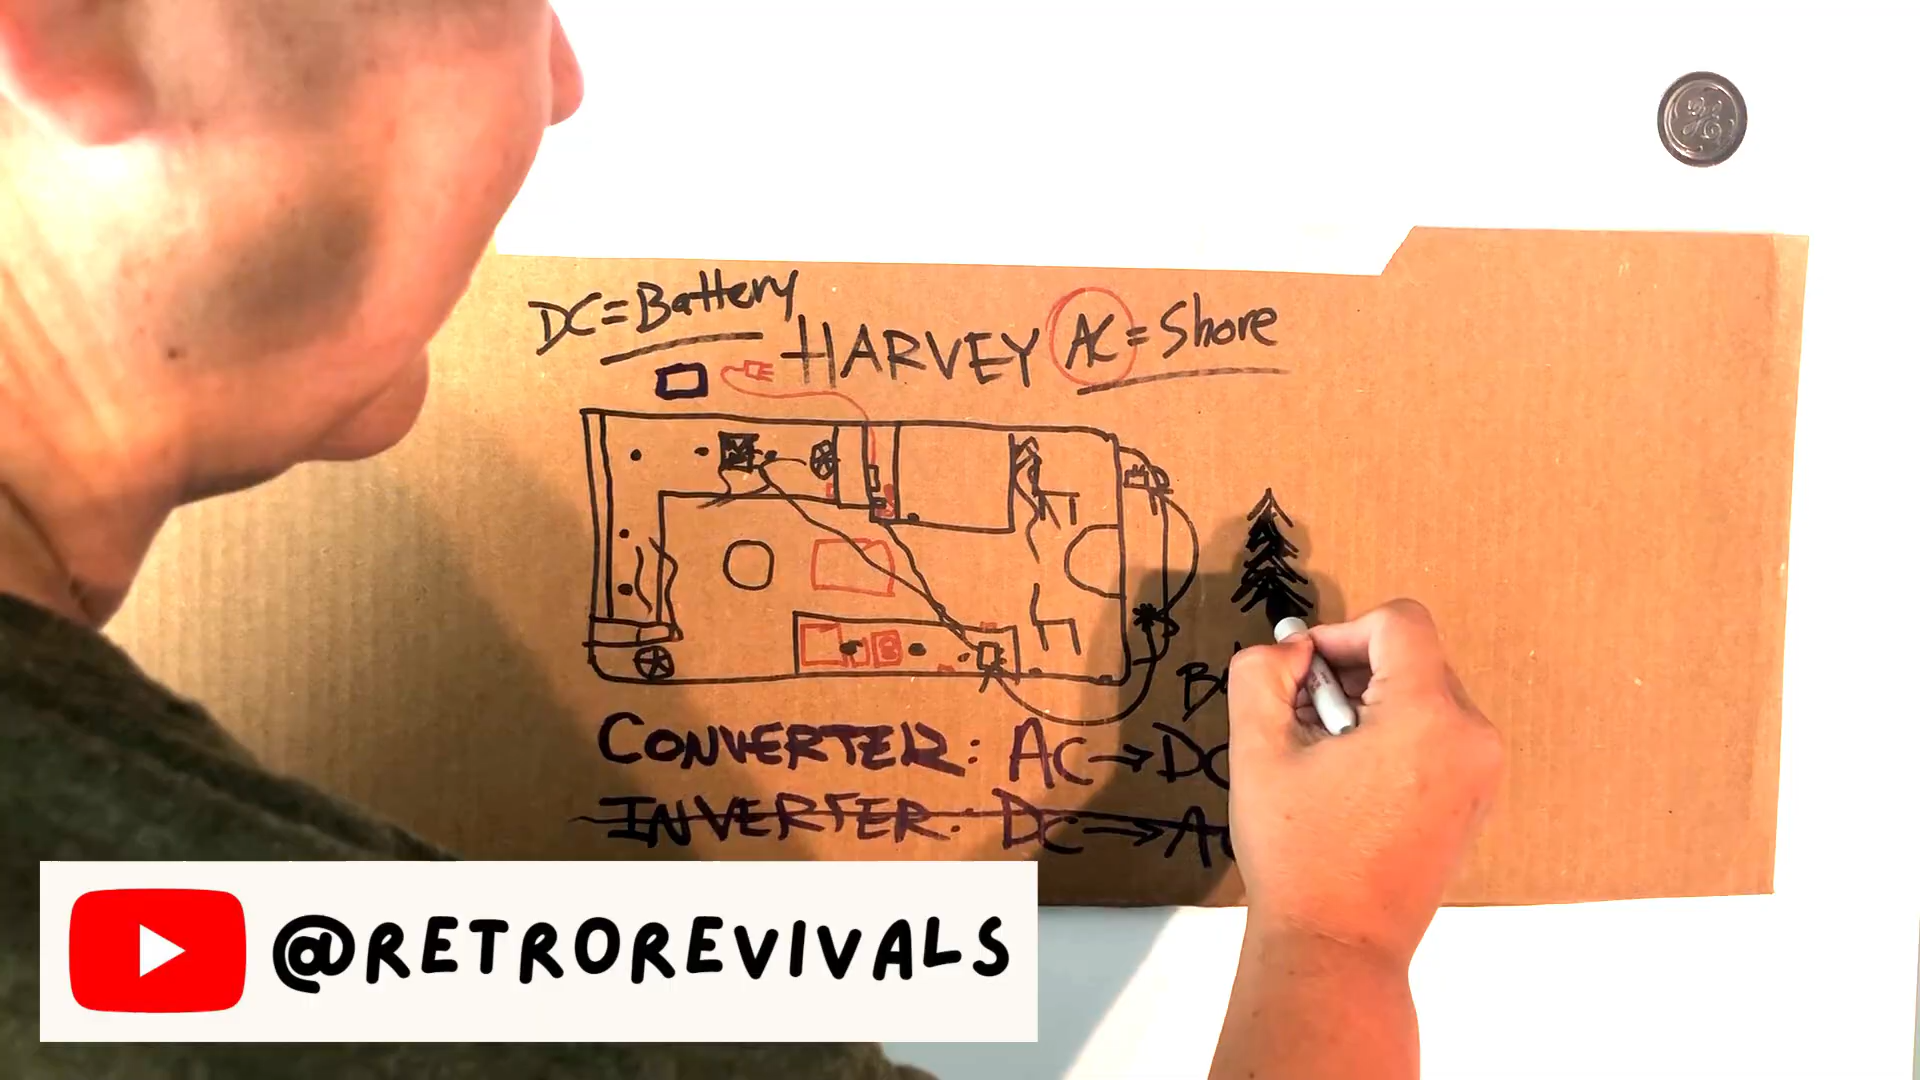 DC=Battery
HARVEY
AC=Shore
CONVERTER: AC→DC
INVERTER: DC→AC
@RETROREVIVALS